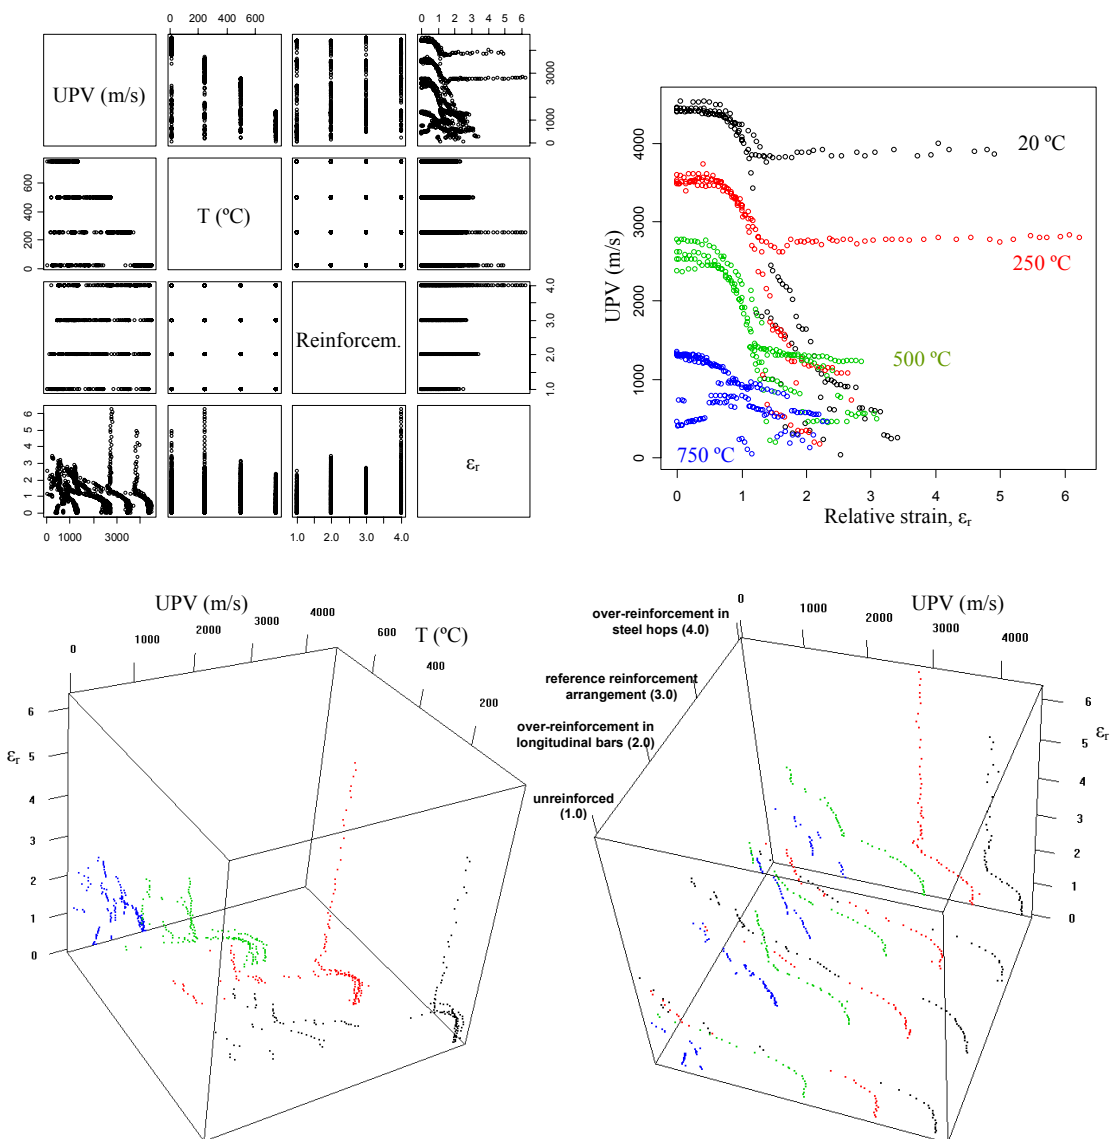 0 200 400 600
0 1 2 3 4 5 6
UPV (m/s)
0 1000 3000
0 200 400 600
T (ºC)
Reinforcem.
1.0 2.0 3.0 4.0
0 1 2 3 4 5 6
εr
0 1000 3000
1.0 2.0 3.0 4.0
UPV (m/s)
0 1000 2000 3000 4000
20 ºC
250 ºC
500 ºC
750 ºC
0 1 2 3 4 5 6
Relative strain, εr
UPV (m/s)
0 1000 2000 3000 4000
T (ºC)
600 400 200
εr
6 5 4 3 2 1 0
over-reinforcement in
steel hops (4.0)
reference reinforcement
arrangement (3.0)
over-reinforcement in
longitudinal bars (2.0)
unreinforced
(1.0)
UPV (m/s)
0 1000 2000 3000 4000
εr
6 5 4 3 2 1 0